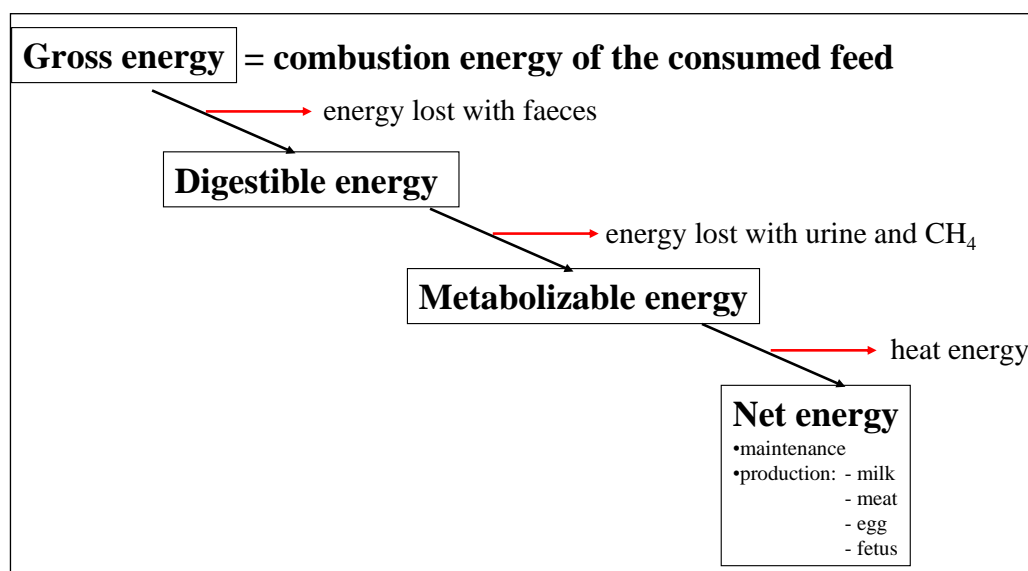 Gross energy = combustion energy of the consumed feed
energy lost with faeces
Digestible energy
energy lost with urine and CH₄
Metabolizable energy
heat energy
Net energy
•maintenance
•production: - milk
- meat
- egg
- fetus